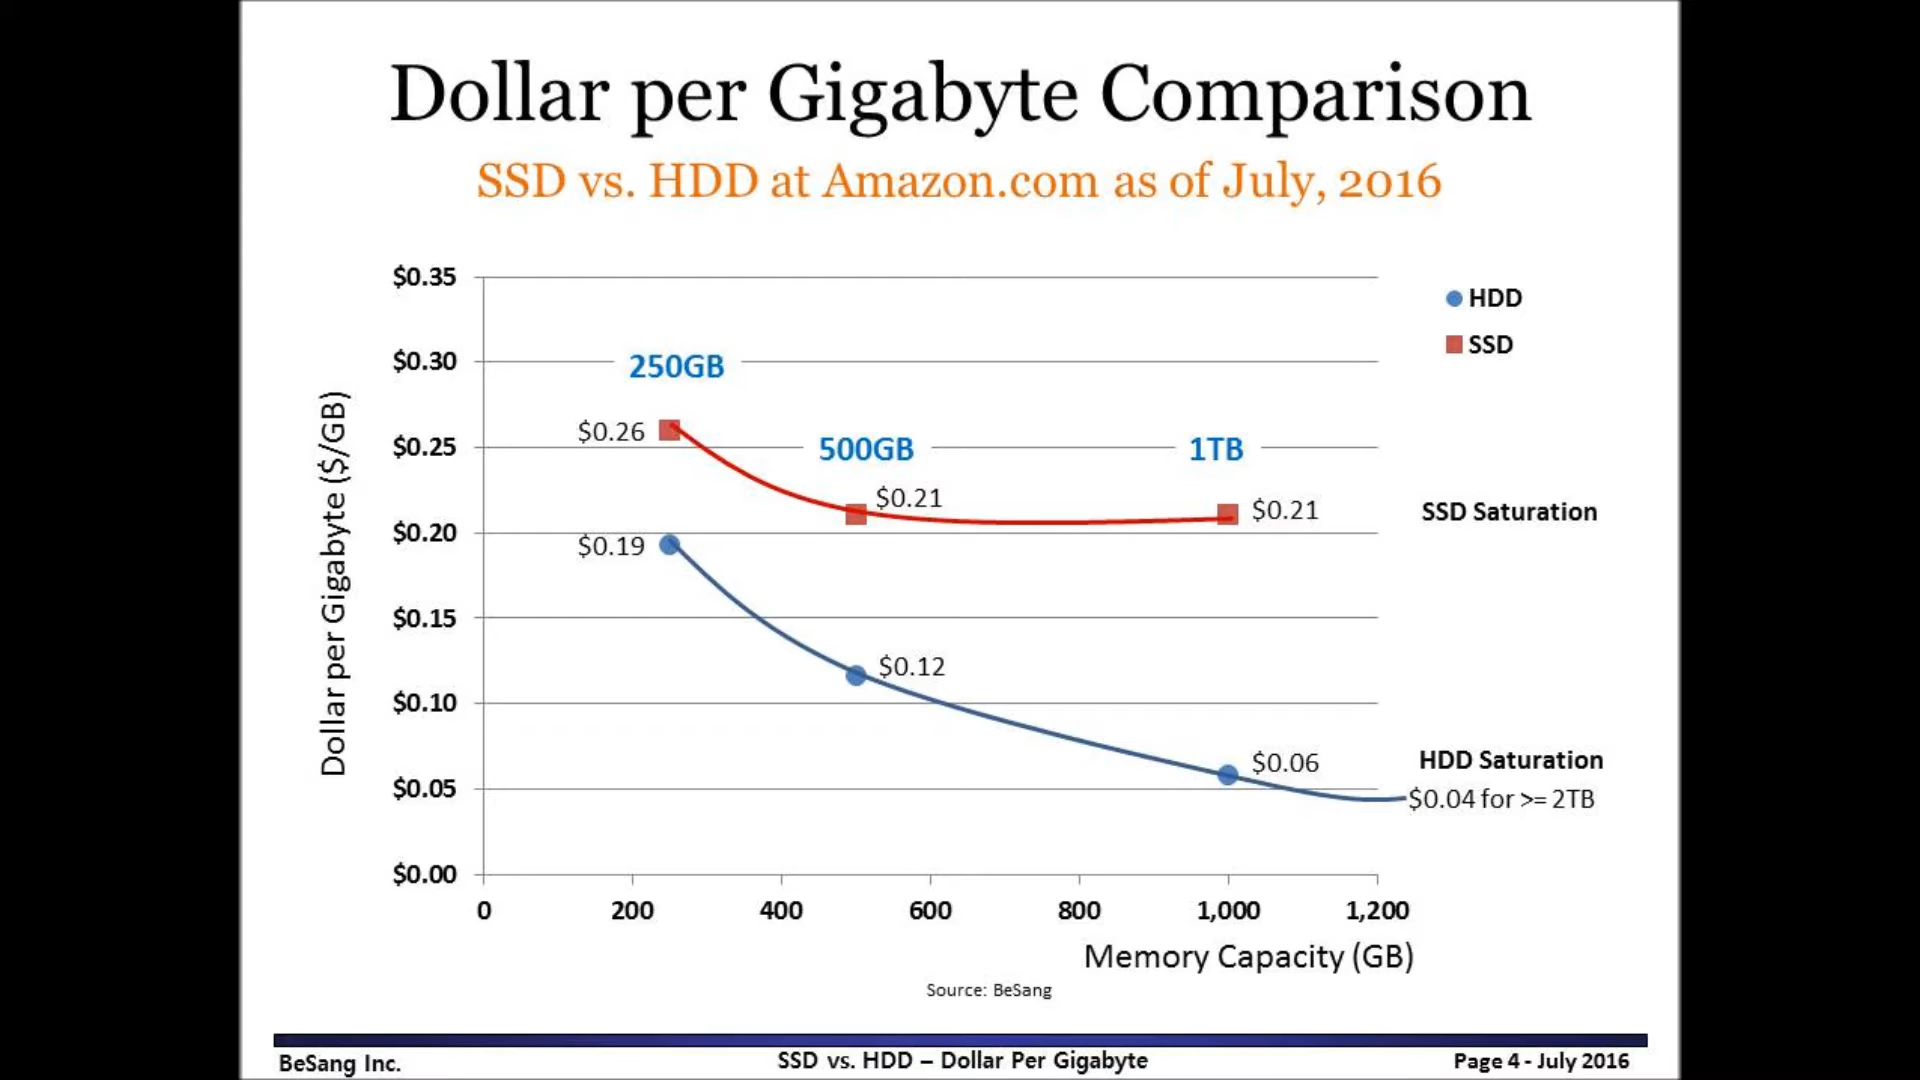 Dollar per Gigabyte Comparison
SSD vs. HDD at Amazon.com as of July, 2016
Dollar per Gigabyte ($/GB)
$0.35
$0.30
$0.25
$0.20
$0.15
$0.10
$0.05
$0.00
250GB
500GB
1TB
$0.26
$0.21
$0.21
$0.19
$0.12
$0.06
HDD
SSD
SSD Saturation
HDD Saturation
$0.04 for >= 2TB
0
200
400
600
800
1,000
1,200
Memory Capacity (GB)
Source: BeSang
BeSang Inc.
SSD vs. HDD – Dollar Per Gigabyte
Page 4 - July 2016